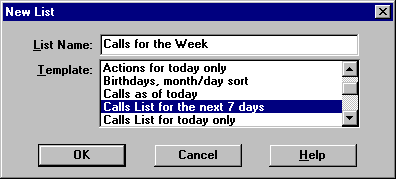 New List
List Name: Calls for the Week
Template: Actions for today only
Birthdays, month/day sort
Calls as of today
Calls List for the next 7 days
Calls List for today only
OK Cancel Help